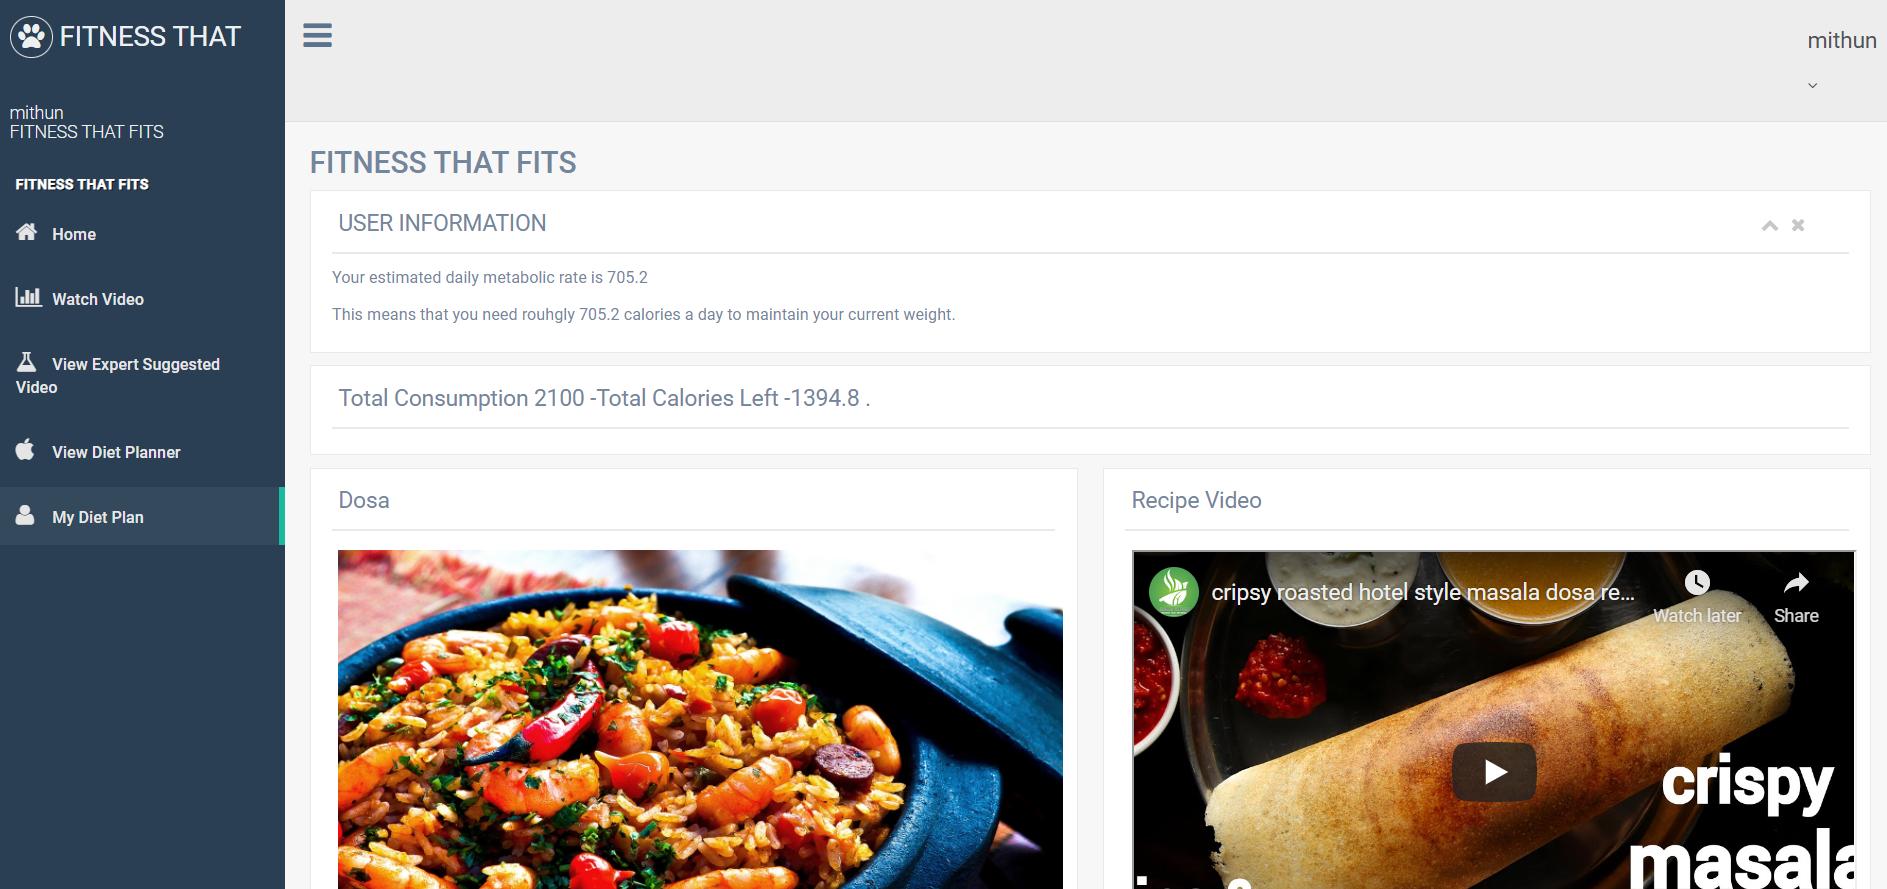 FITNESS THAT
mithun
FITNESS THAT FITS
FITNESS THAT FITS
Home
Watch Video
View Expert Suggested
Video
View Diet Planner
My Diet Plan
mithun
FITNESS THAT FITS
USER INFORMATION
Your estimated daily metabolic rate is 705.2
This means that you need rouhgly 705.2 calories a day to maintain your current weight.
Total Consumption 2100 -Total Calories Left -1394.8 .
Dosa
Recipe Video
cripsy roasted hotel style masala dosa re...
Watch later
Share
crispy
masala